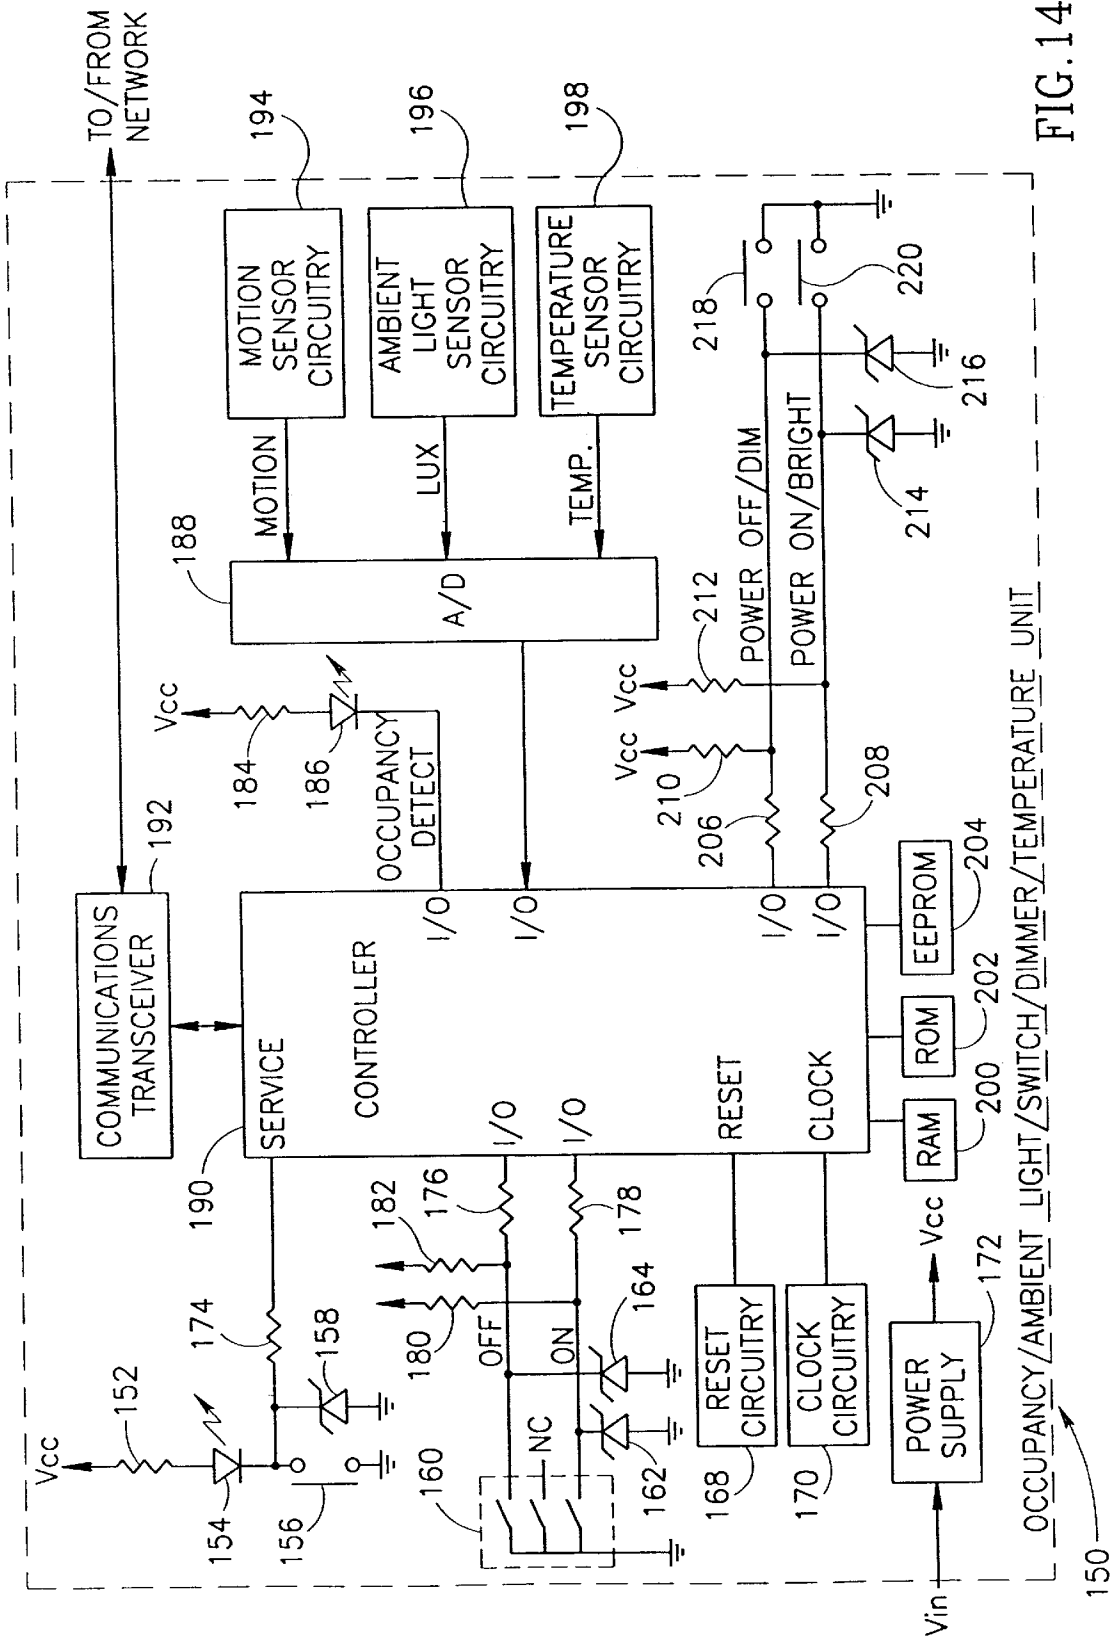 TO/FROM
NETWORK
COMMUNICATIONS
TRANSCEIVER
192
190
SERVICE
CONTROLLER
I/O
I/O
I/O
I/O
I/O
I/O
RESET
CLOCK
Vcc
152
154
156
158
174
160
NC
OFF
ON
162
164
176
178
180
182
RESET
CIRCUITRY
168
CLOCK
CIRCUITRY
170
Vin
POWER
SUPPLY
172
Vcc
RAM
200
ROM
202
EEPROM
204
Vcc
184
186
OCCUPANCY
DETECT
188
A/D
MOTION
LUX
TEMP.
MOTION
SENSOR
CIRCUITRY
194
AMBIENT
LIGHT
SENSOR
CIRCUITRY
196
TEMPERATURE
SENSOR
CIRCUITRY
198
Vcc
Vcc
210
212
206
208
POWER OFF/DIM
POWER ON/BRIGHT
218
220
214
216
OCCUPANCY/AMBIENT LIGHT/SWITCH/DIMMER/TEMPERATURE UNIT
150
FIG.14